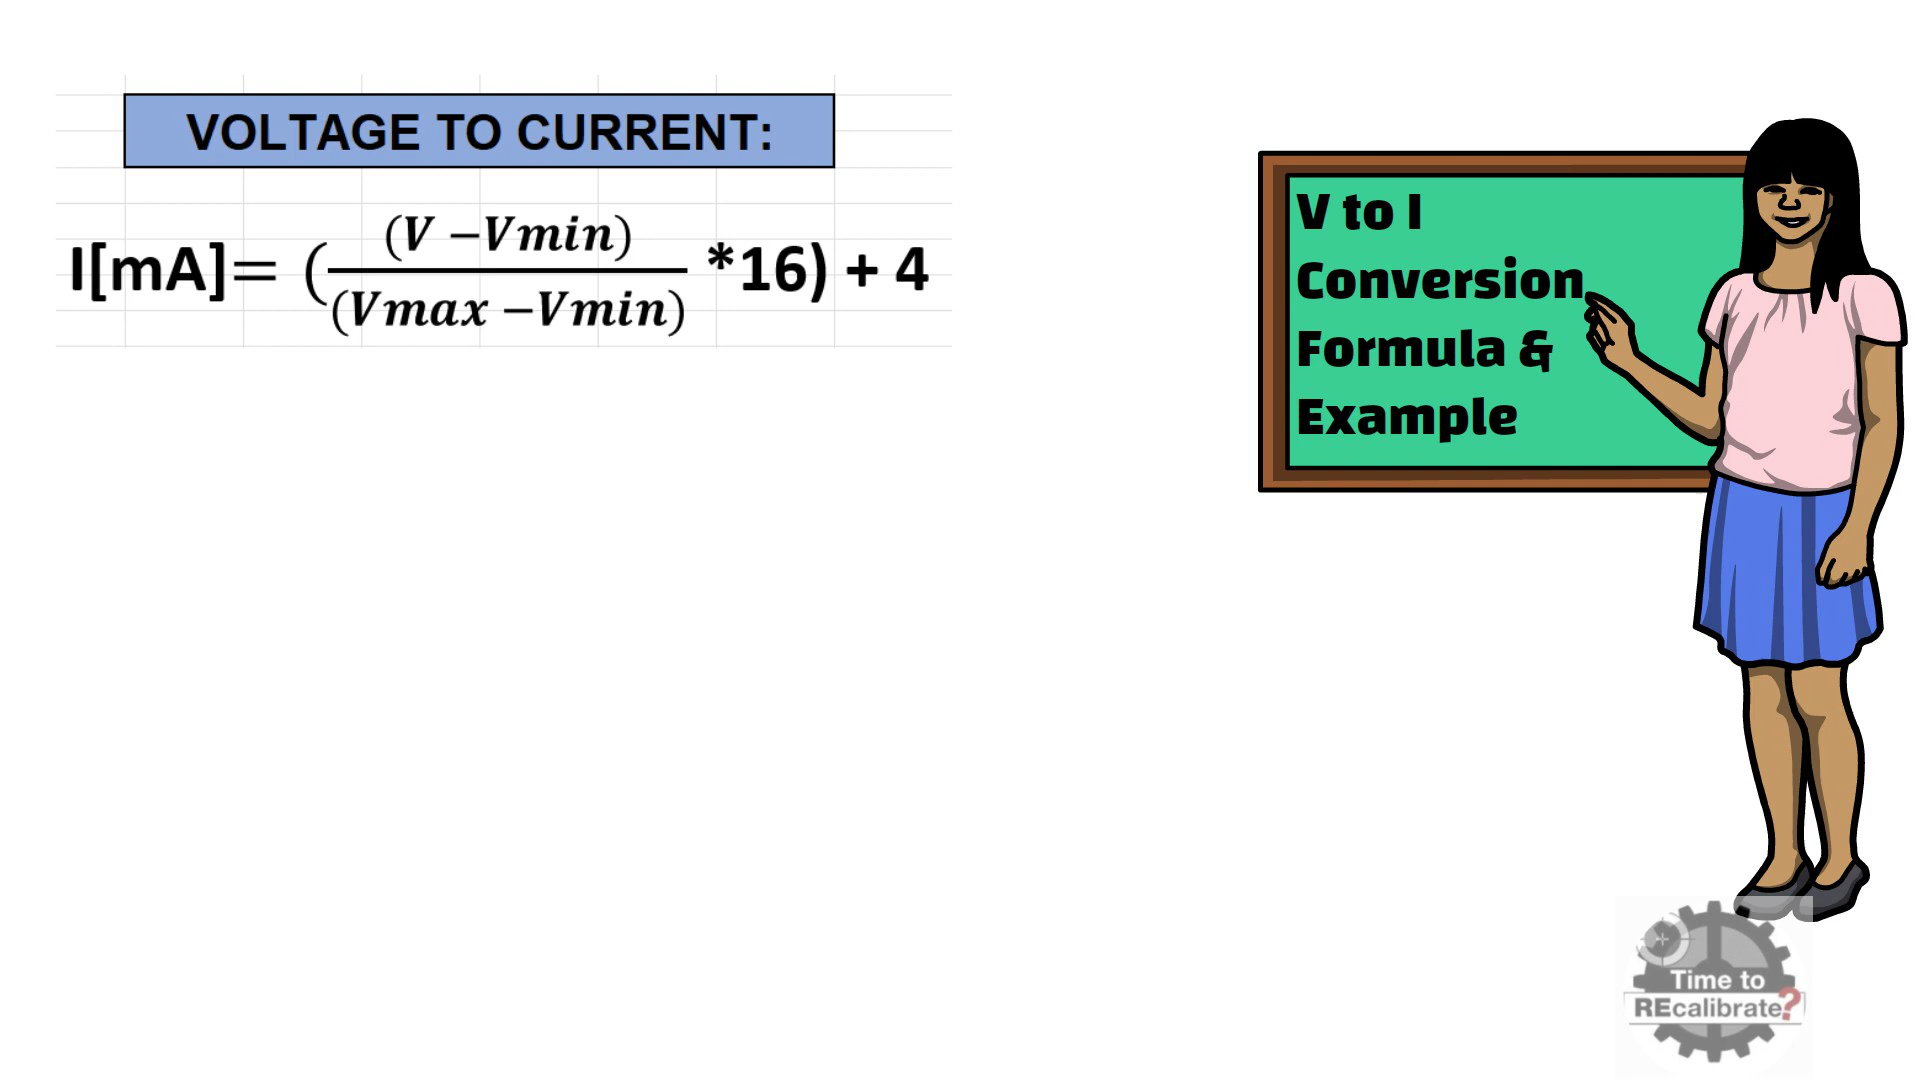 VOLTAGE TO CURRENT:
I[mA]= ((V −Vmin)/(Vmax −Vmin) *16) + 4
V to I
Conversion
Formula &
Example
Time to
REcalibrate?